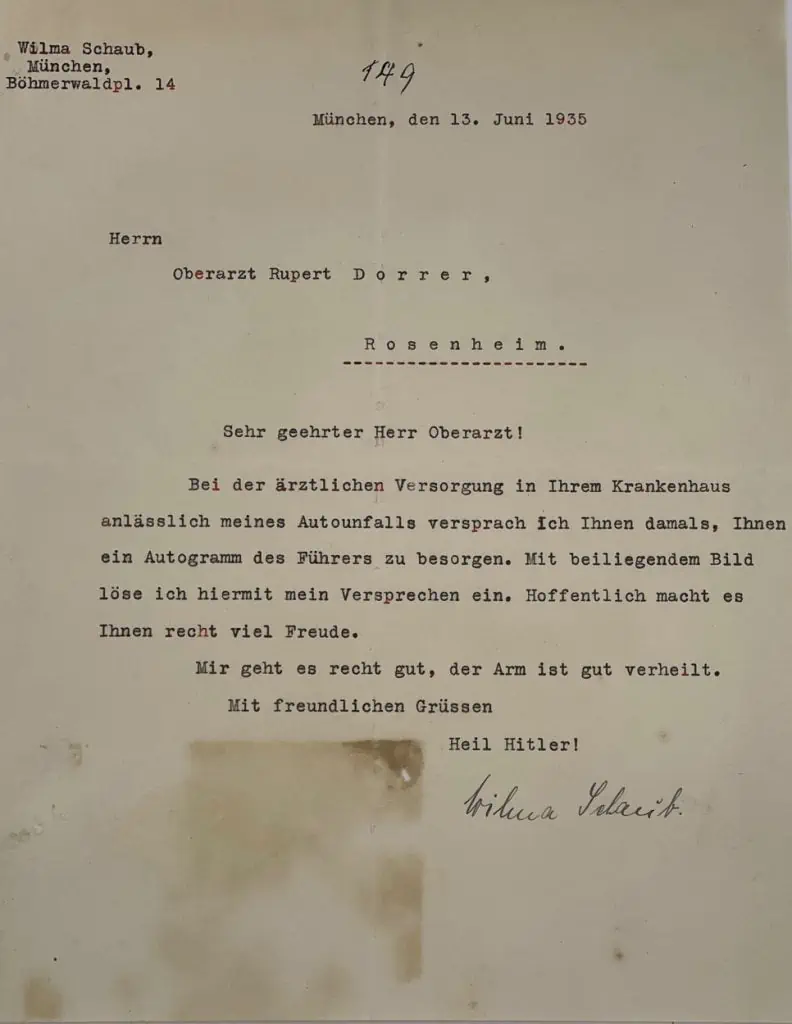 Wilma Schaub,
München,
Böhmerwaldpl. 14
149
München, den 13. Juni 1935
Herrn
Oberarzt Rupert D o r r e r ,
R o s e n h e i m .
Sehr geehrter Herr Oberarzt!
Bei der ärztlichen Versorgung in Ihrem Krankenhaus
anlässlich meines Autounfalls versprach ich Ihnen damals, Ihnen
ein Autogramm des Führers zu besorgen. Mit beiliegendem Bild
löse ich hiermit mein Versprechen ein. Hoffentlich macht es
Ihnen recht viel Freude.
Mir geht es recht gut, der Arm ist gut verheilt.
Mit freundlichen Grüssen
Heil Hitler!
Wilma Schaub.